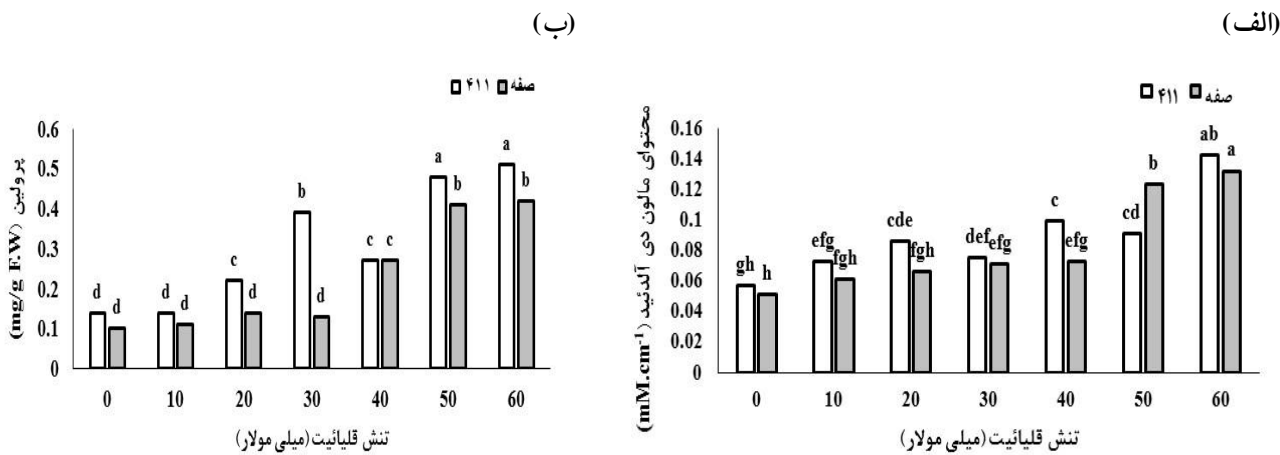 (الف)
صفه ۴۱۱
محتوای مالون دی آلدئید (mM.cm-1)
0.16
0.14
0.12
0.1
0.08
0.06
0.04
0.02
0
gh h efg fgh cde fgh def efg c efg cd b ab a
0 10 20 30 40 50 60
تنش قلیائیت(میلی مولار)
(ب)
صفه ۴۱۱
پرولین (mg/g F.W)
0.6
0.5
0.4
0.3
0.2
0.1
0
d d d d c d b d c c a b a b
0 10 20 30 40 50 60
تنش قلیائیت(میلی مولار)